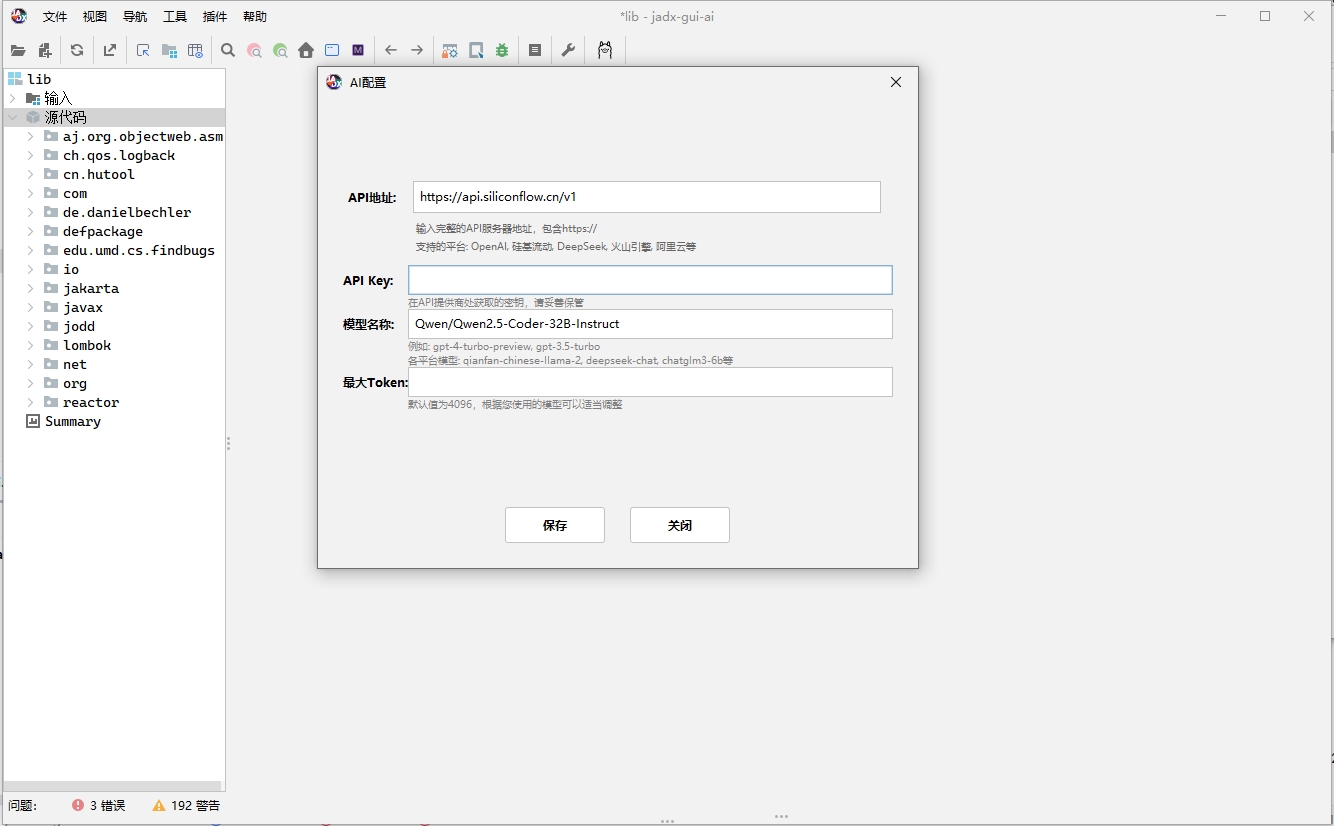 文件 视图 导航 工具 插件 帮助
*lib - jadx-gui-ai
lib
输入
源代码
aj.org.objectweb.asm
ch.qos.logback
cn.hutool
com
de.danielbechler
defpackage
edu.umd.cs.findbugs
io
jakarta
javax
jodd
lombok
net
org
reactor
Summary
AI配置
API地址: https://api.siliconflow.cn/v1
输入完整的API服务器地址，包含https://
支持的平台: OpenAI, 硅基流动, DeepSeek, 火山引擎, 阿里云等
API Key:
在API提供商处获取的密钥，请妥善保管
模型名称: Qwen/Qwen2.5-Coder-32B-Instruct
例如: gpt-4-turbo-preview, gpt-3.5-turbo
各平台模型: qianfan-chinese-llama-2, deepseek-chat, chatglm3-6b等
最大Token:
默认值为4096，根据您使用的模型可以适当调整
保存 关闭
问题: 3 错误 192 警告